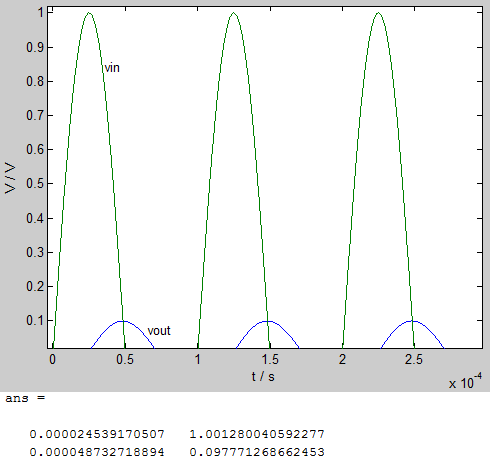 1
0.9
vin
0.8
0.7
0.6
V / V
0.5
0.4
0.3
0.2
0.1
vout
0 0.5 1 1.5 2 2.5
t / s
x 10^-4
ans =
0.000024539170507 1.001280040592277
0.000048732718894 0.097771268662453